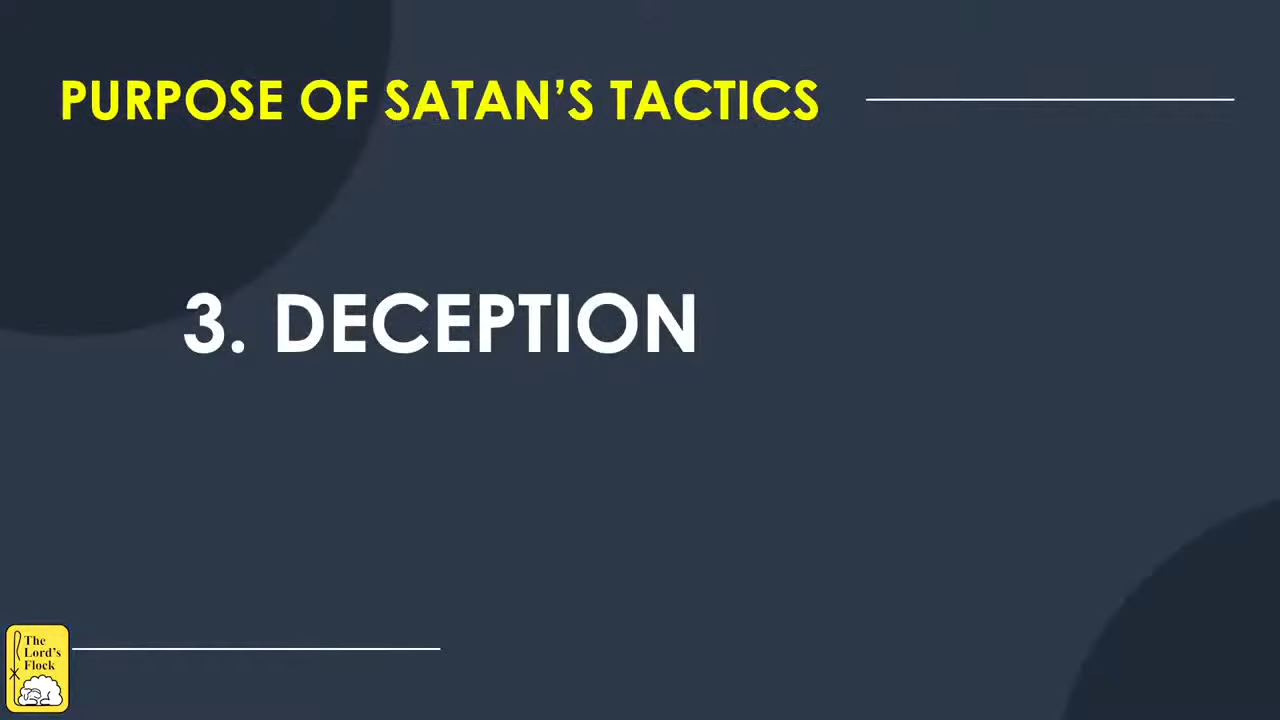 PURPOSE OF SATAN’S TACTICS
3. DECEPTION
The
Lord's
Flock